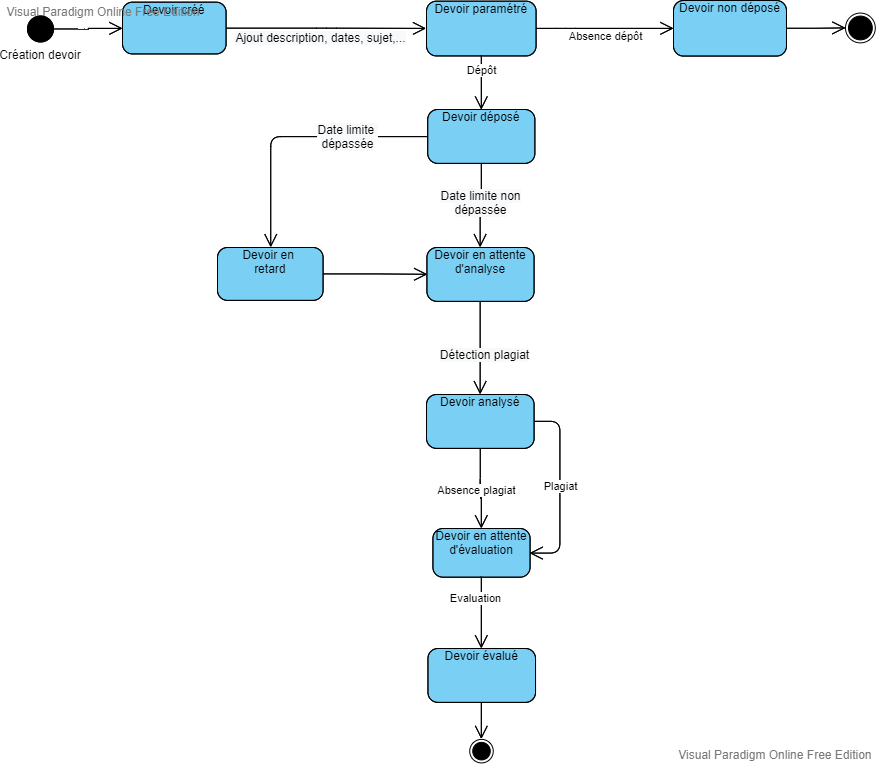 Visual Paradigm Online Free Edition
Devoir créé
Devoir paramétré
Devoir non déposé
Création devoir
Ajout description, dates, sujet,...
Absence dépôt
Dépôt
Devoir déposé
Date limite
dépassée
Date limite non
dépassée
Devoir en
retard
Devoir en attente
d'analyse
Détection plagiat
Devoir analysé
Absence plagiat
Plagiat
Devoir en attente
d'évaluation
Evaluation
Devoir évalué
Visual Paradigm Online Free Edition